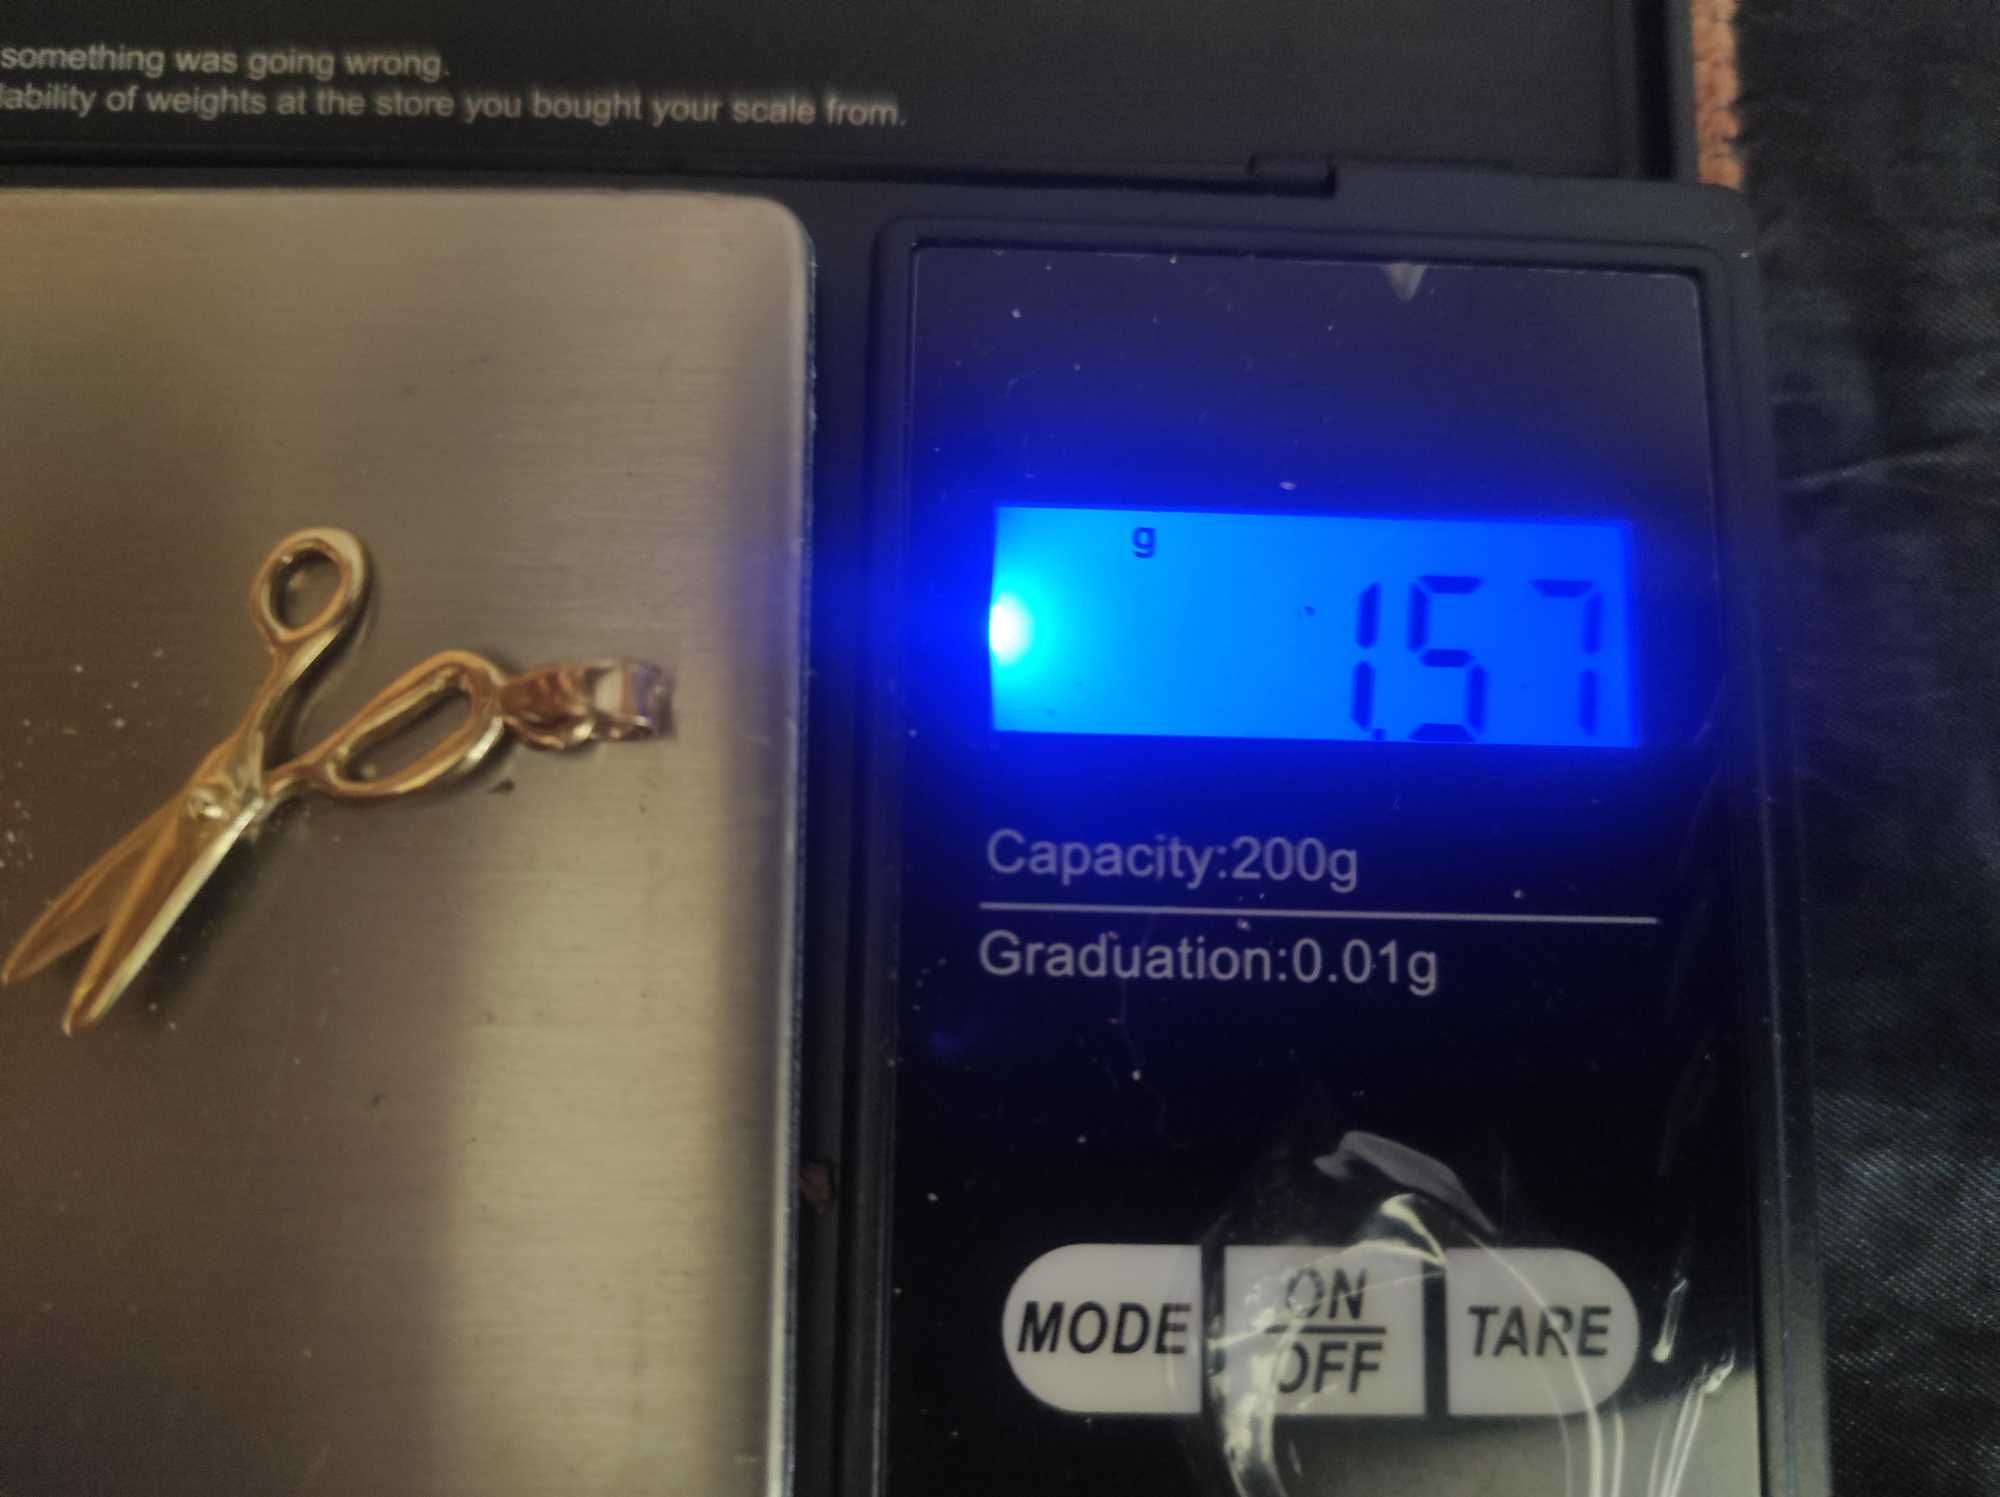 something was going wrong.
lability of weights at the store you bought your scale from.
g
1.57
Capacity:200g
Graduation:0.01g
MODE
ON
OFF
TARE